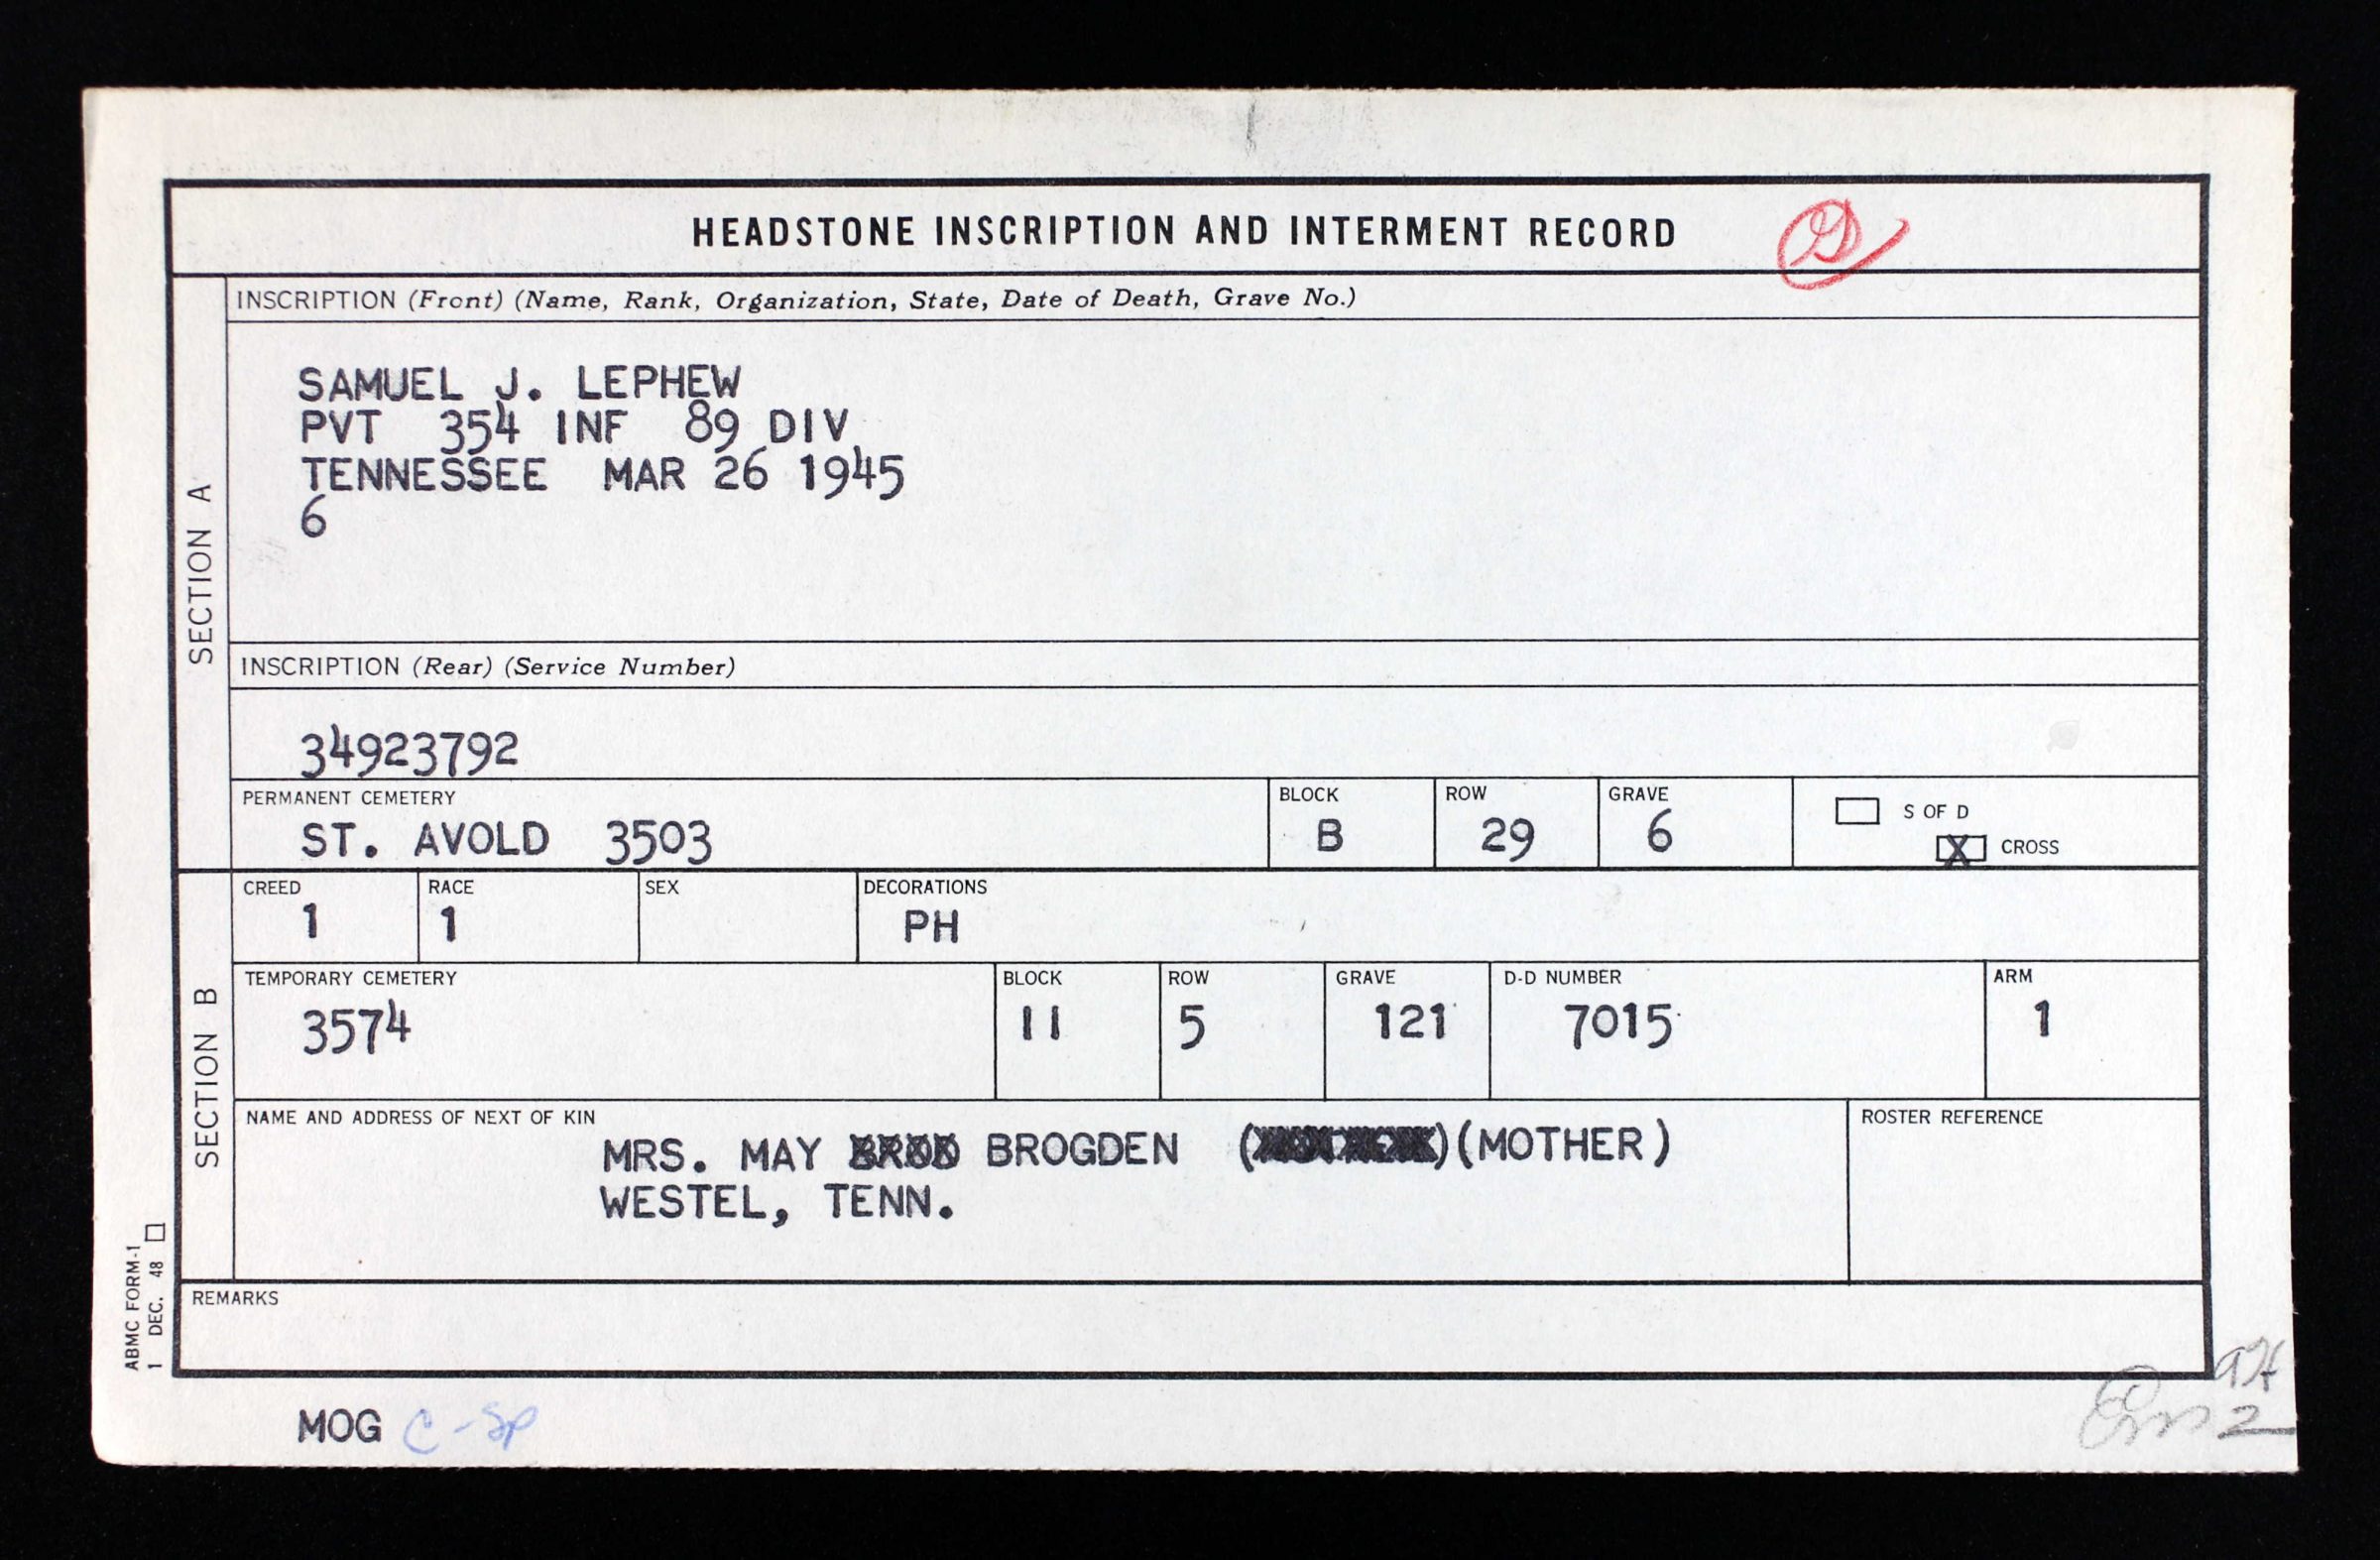 HEADSTONE INSCRIPTION AND INTERMENT RECORD
SECTION A
INSCRIPTION (Front) (Name, Rank, Organization, State, Date of Death, Grave No.)
SAMUEL J. LEPHEW
PVT 354 INF 89 DIV
TENNESSEE MAR 26 1945
6
INSCRIPTION (Rear) (Service Number)
34923792
PERMANENT CEMETERY
ST. AVOLD 3503
BLOCK
B
ROW
29
GRAVE
6
S OF D
X CROSS
SECTION B
CREED
1
RACE
1
SEX
DECORATIONS
PH
TEMPORARY CEMETERY
3574
BLOCK
11
ROW
5
GRAVE
121
D-D NUMBER
7015
ARM
1
NAME AND ADDRESS OF NEXT OF KIN
MRS. MAY BROGDEN (MOTHER)
WESTEL, TENN.
ROSTER REFERENCE
REMARKS
ABMC FORM-1
1 DEC. 48
MOG C-Sp